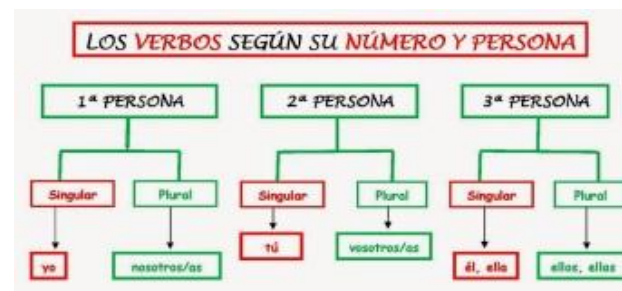 LOS VERBOS SEGÚN SU NÚMERO Y PERSONA
1ª PERSONA 2ª PERSONA 3ª PERSONA
Singular Plural Singular Plural Singular Plural
yo nosotros/as tú vosotros/as él, ella ellos, ellas